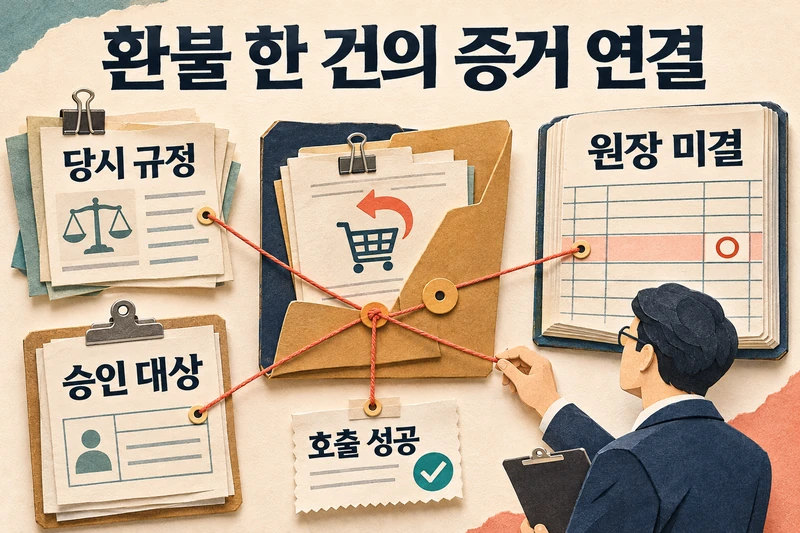 환불 한 건의 증거 연결
당시 규정
원장 미결
승인 대상
호출 성공